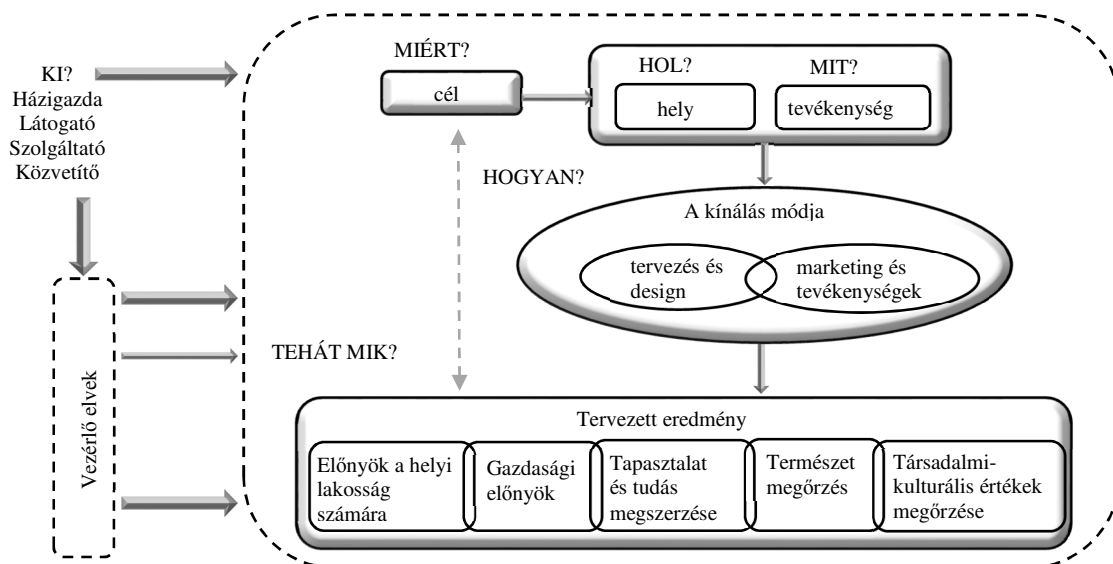 KI?
Házigazda
Látogató
Szolgáltató
Közvetítő
Vezérlő elvek
MIÉRT?
cél
HOL?
hely
MIT?
tevékenység
HOGYAN?
A kínálás módja
tervezés és
design
marketing és
tevékenységek
TEHÁT MIK?
Tervezett eredmény
Előnyök a helyi
lakosság
számára
Gazdasági
előnyök
Tapasztalat
és tudás
megszerzése
Természet
megőrzés
Társadalmi-
kulturális értékek
megőrzése